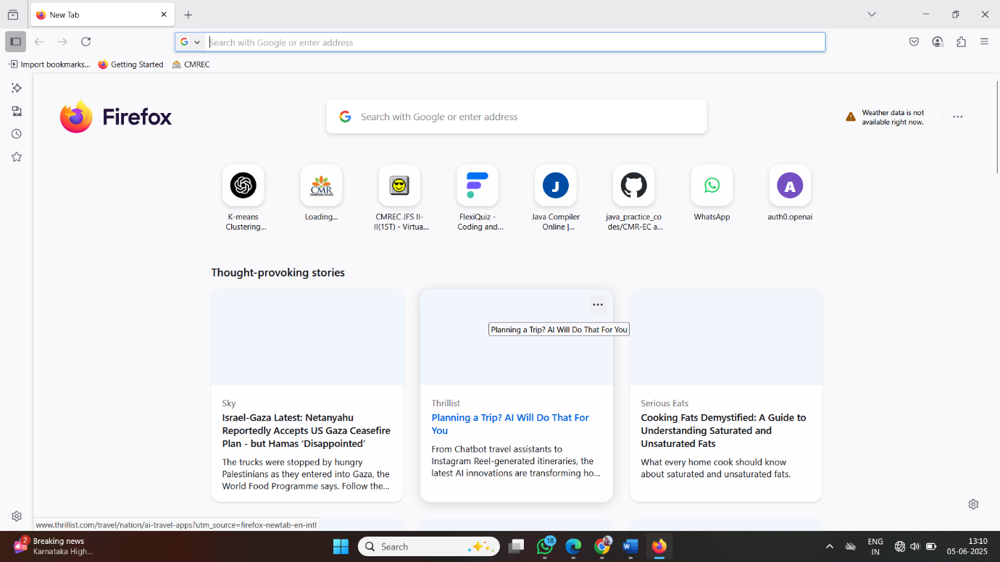 New Tab
Search with Google or enter address
Import bookmarks...
Getting Started
CMREC
Firefox
Search with Google or enter address
Weather data is not
available right now.
K-means
Clustering...
Loading...
CMREC JFS II-
II(1ST) - Virtua...
FlexiQuiz -
Coding and...
Java Compiler
Online |...
java_practice_co
des/CMR-EC a...
WhatsApp
auth0.openai
CMR
ENGINEERING COLLEGE
J
A
Thought-provoking stories
Planning a Trip? AI Will Do That For You
Sky
Israel-Gaza Latest: Netanyahu
Reportedly Accepts US Gaza Ceasefire
Plan - but Hamas ‘Disappointed’
The trucks were stopped by hungry
Palestinians as they entered into Gaza, the
World Food Programme says. Follow the...
Thrillist
Planning a Trip? AI Will Do That For
You
From Chatbot travel assistants to
Instagram Reel-generated itineraries, the
latest AI innovations are transforming ho...
Serious Eats
Cooking Fats Demystified: A Guide to
Understanding Saturated and
Unsaturated Fats
What every home cook should know
about saturated and unsaturated fats.
www.thrillist.com/travel/nation/ai-travel-apps?utm_source=firefox-newtab-en-intl
2
Breaking news
Karnataka High...
Search
18
ENG
IN
13:10
05-06-2025